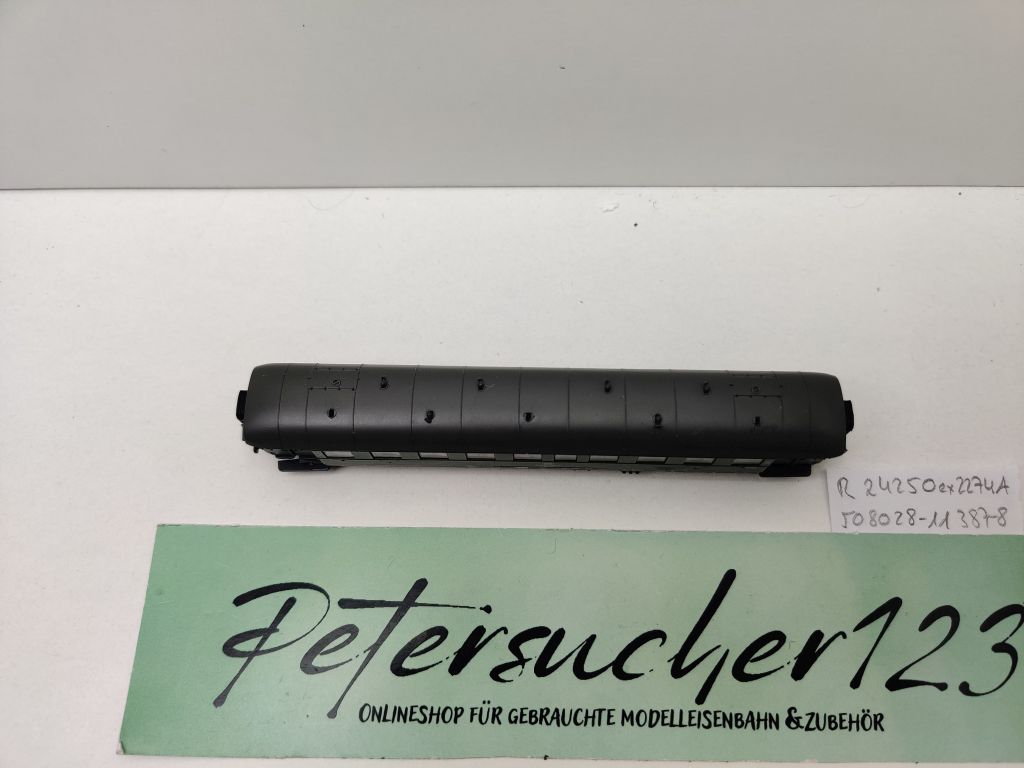 R 24250ex2274A
508028-11387-8
Petersucher123
ONLINESHOP FÜR GEBRAUCHTE MODELLEISENBAHN & ZUBEHÖR